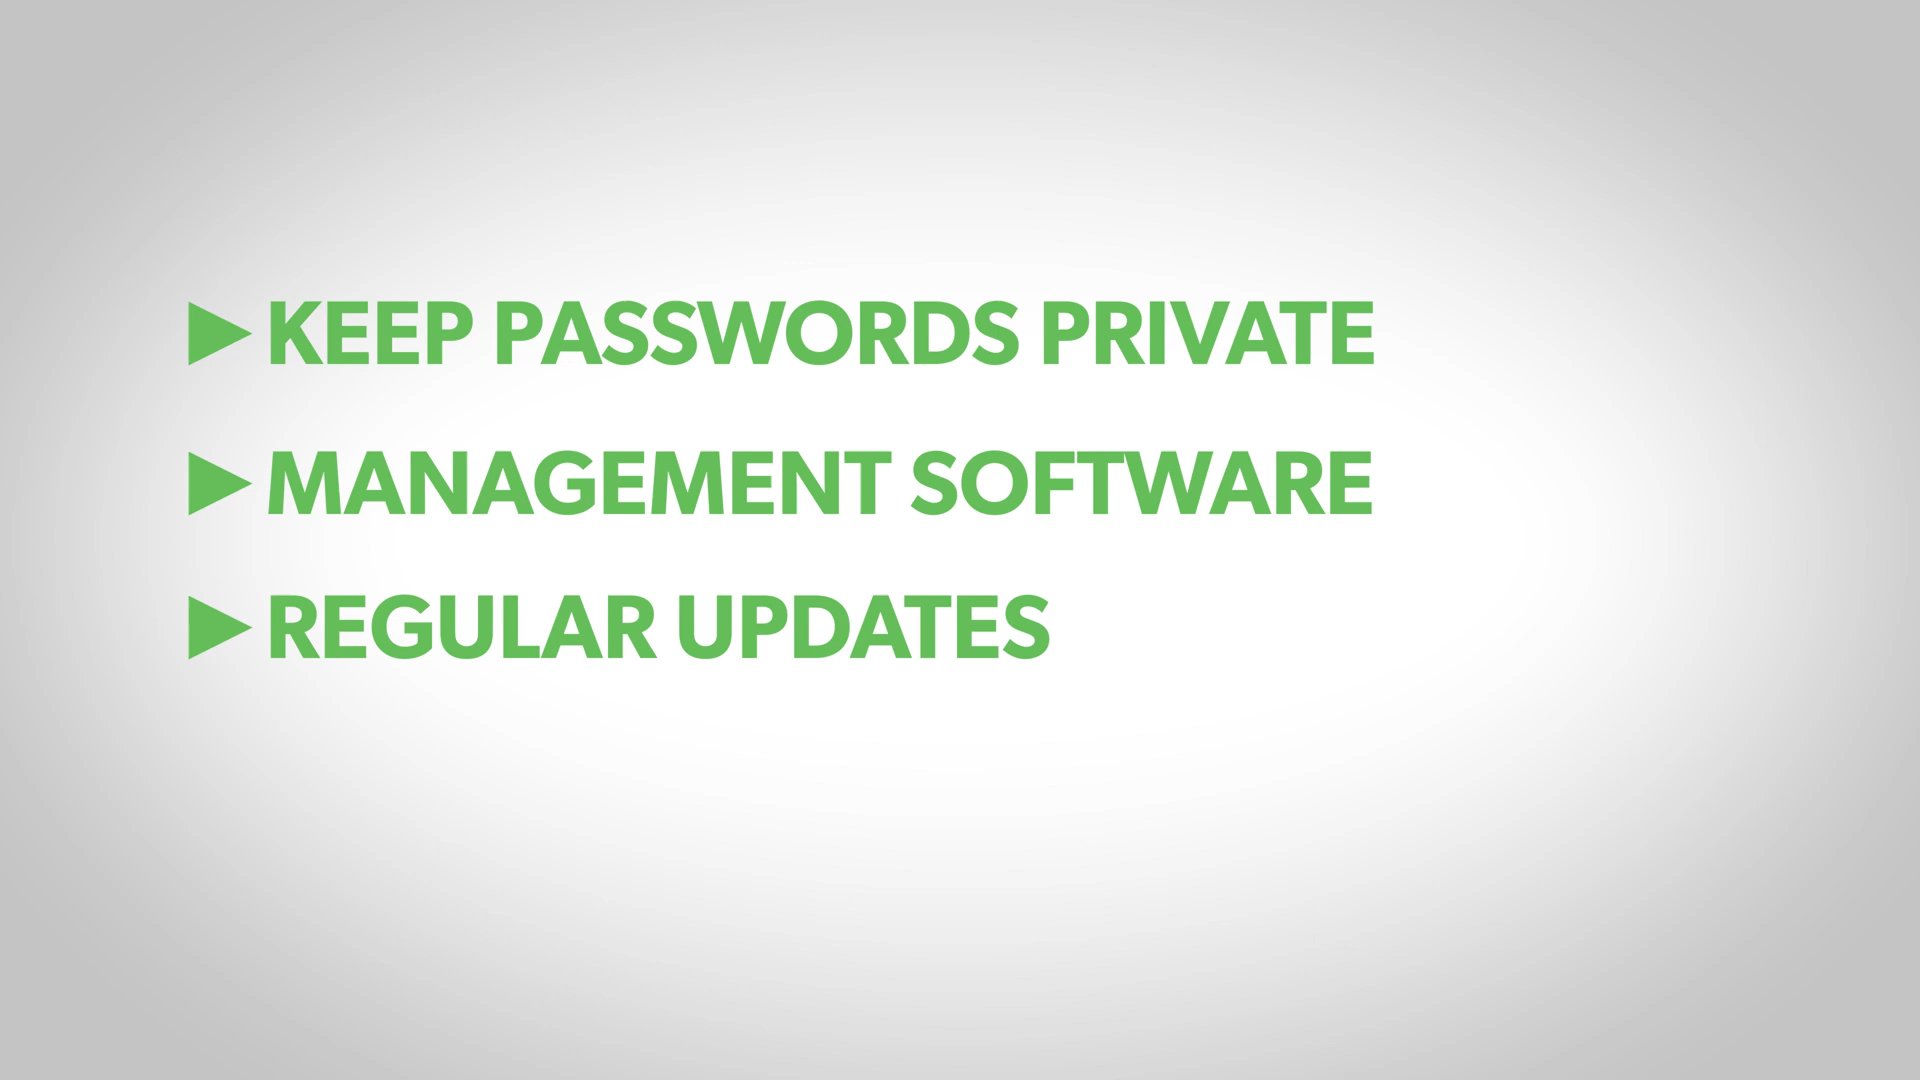 ► KEEP PASSWORDS PRIVATE
► MANAGEMENT SOFTWARE
► REGULAR UPDATES